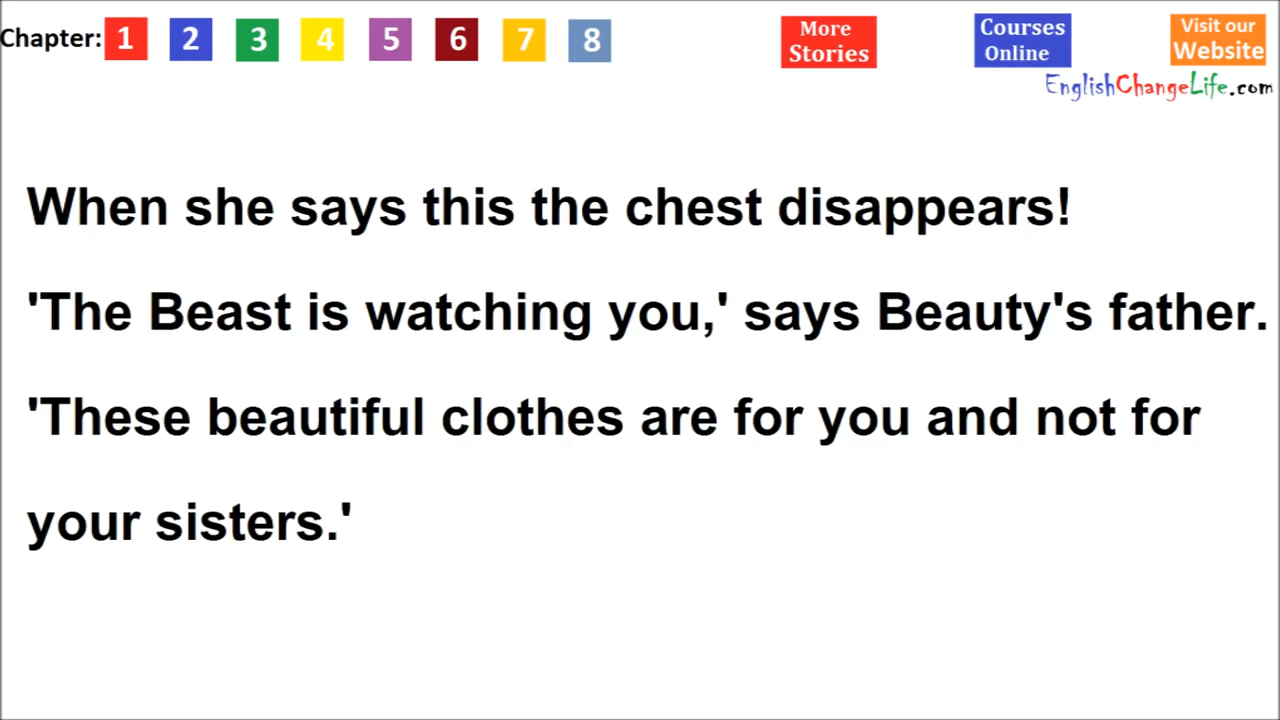 Chapter: 1 2 3 4 5 6 7 8
More
Stories
Courses
Online
Visit our
Website
EnglishChangeLife.com
When she says this the chest disappears!
'The Beast is watching you,' says Beauty's father.
'These beautiful clothes are for you and not for
your sisters.'